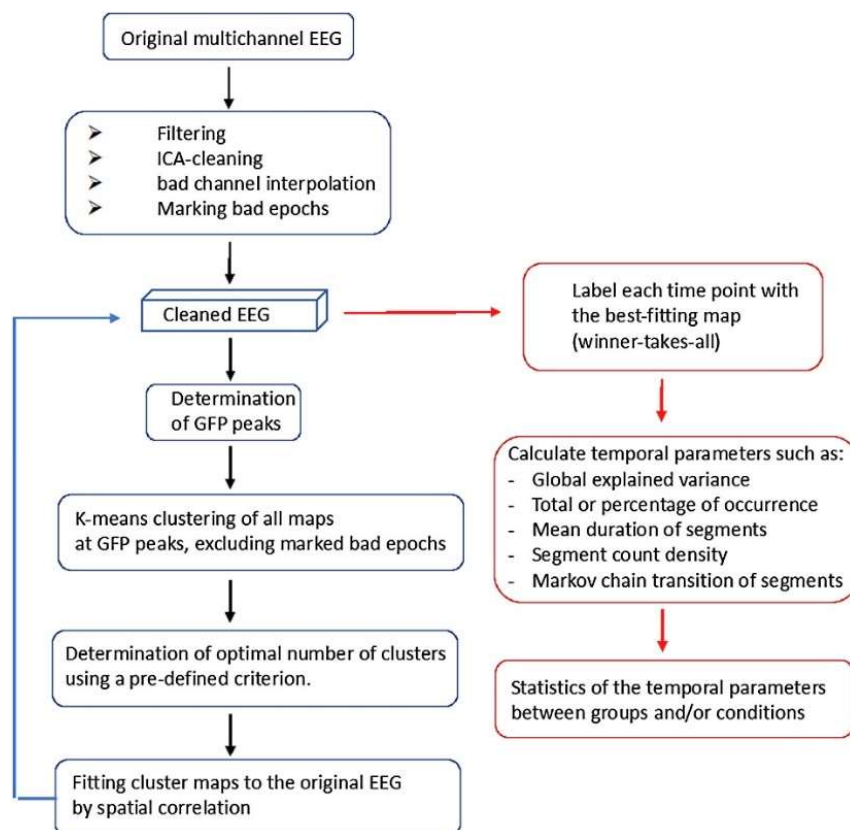 Original multichannel EEG
➢ Filtering
➢ ICA-cleaning
➢ bad channel interpolation
➢ Marking bad epochs
Cleaned EEG
Determination
of GFP peaks
K-means clustering of all maps
at GFP peaks, excluding marked bad epochs
Determination of optimal number of clusters
using a pre-defined criterion.
Fitting cluster maps to the original EEG
by spatial correlation
Label each time point with
the best-fitting map
(winner-takes-all)
Calculate temporal parameters such as:
- Global explained variance
- Total or percentage of occurrence
- Mean duration of segments
- Segment count density
- Markov chain transition of segments
Statistics of the temporal parameters
between groups and/or conditions